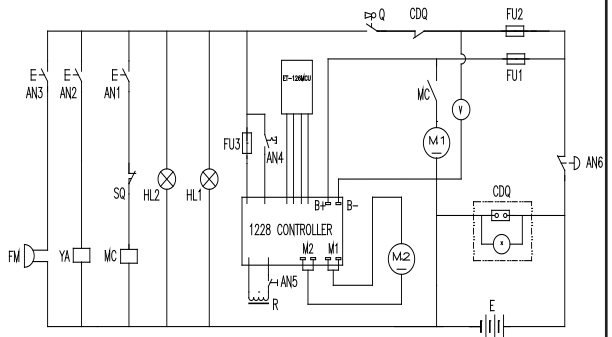 Q
CDQ
FU2
FU1
AN3
AN2
AN1
ET-126MCU
MC
V
FU3
AN4
M1
AN6
SQ
HL2
HL1
B+
B-
CDQ
1228 CONTROLLER
M2
M1
FM
YA
MC
M2
AN5
R
E